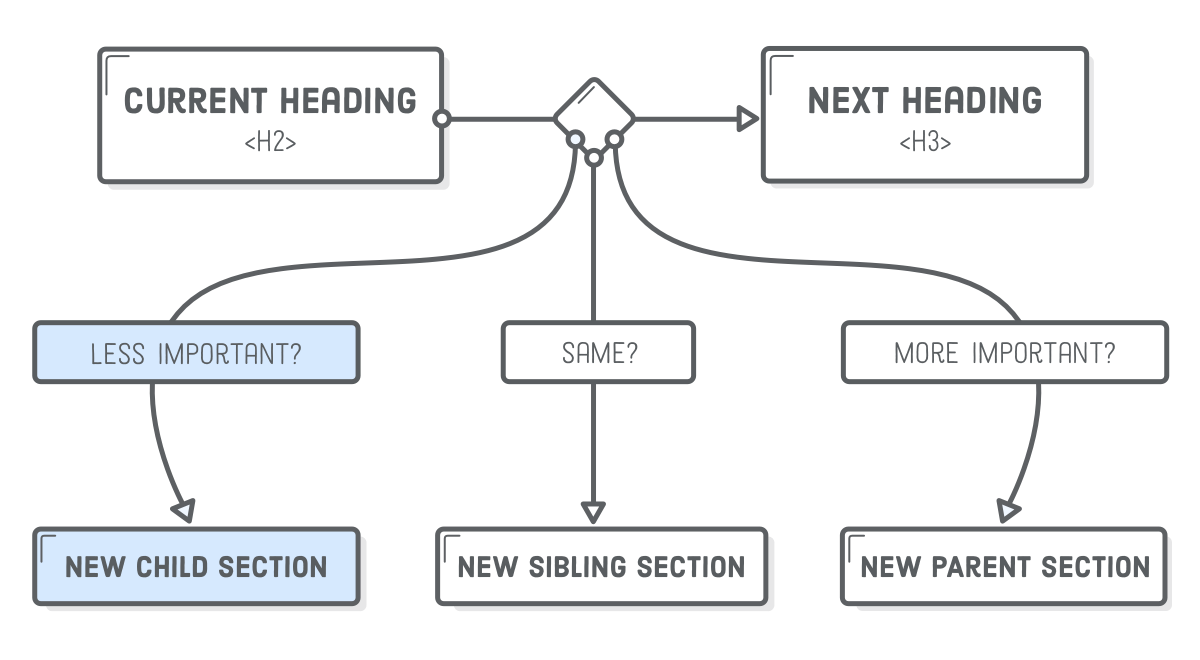 CURRENT HEADING
<H2>
NEXT HEADING
<H3>
LESS IMPORTANT?
SAME?
MORE IMPORTANT?
NEW CHILD SECTION
NEW SIBLING SECTION
NEW PARENT SECTION